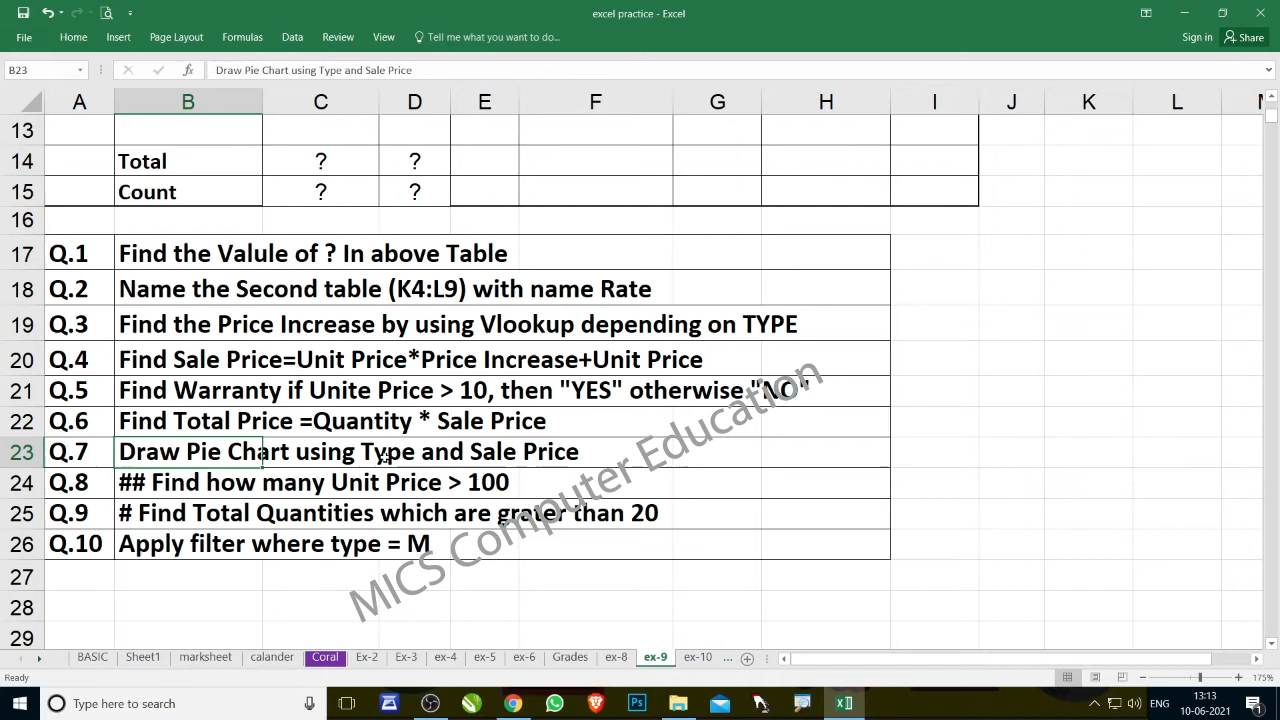 excel practice - Excel
File Home Insert Page Layout Formulas Data Review View Tell me what you want to do... Sign in Share
B23 fx Draw Pie Chart using Type and Sale Price
A B C D E F G H I J K L
13
14 Total ? ?
15 Count ? ?
16
17 Q.1 Find the Valule of ? In above Table
18 Q.2 Name the Second table (K4:L9) with name Rate
19 Q.3 Find the Price Increase by using Vlookup depending on TYPE
20 Q.4 Find Sale Price=Unit Price*Price Increase+Unit Price
21 Q.5 Find Warranty if Unite Price > 10, then "YES" otherwise "NO"
22 Q.6 Find Total Price =Quantity * Sale Price
23 Q.7 Draw Pie Chart using Type and Sale Price
24 Q.8 ## Find how many Unit Price > 100
25 Q.9 # Find Total Quantities which are grater than 20
26 Q.10 Apply filter where type = M
MICS Computer Education
27
28
29
BASIC Sheet1 marksheet calander Coral Ex-2 Ex-3 ex-4 ex-5 ex-6 Grades ex-8 ex-9 ex-10 ...
Ready 175%
Type here to search Ps ENG 13:13
10-06-2021